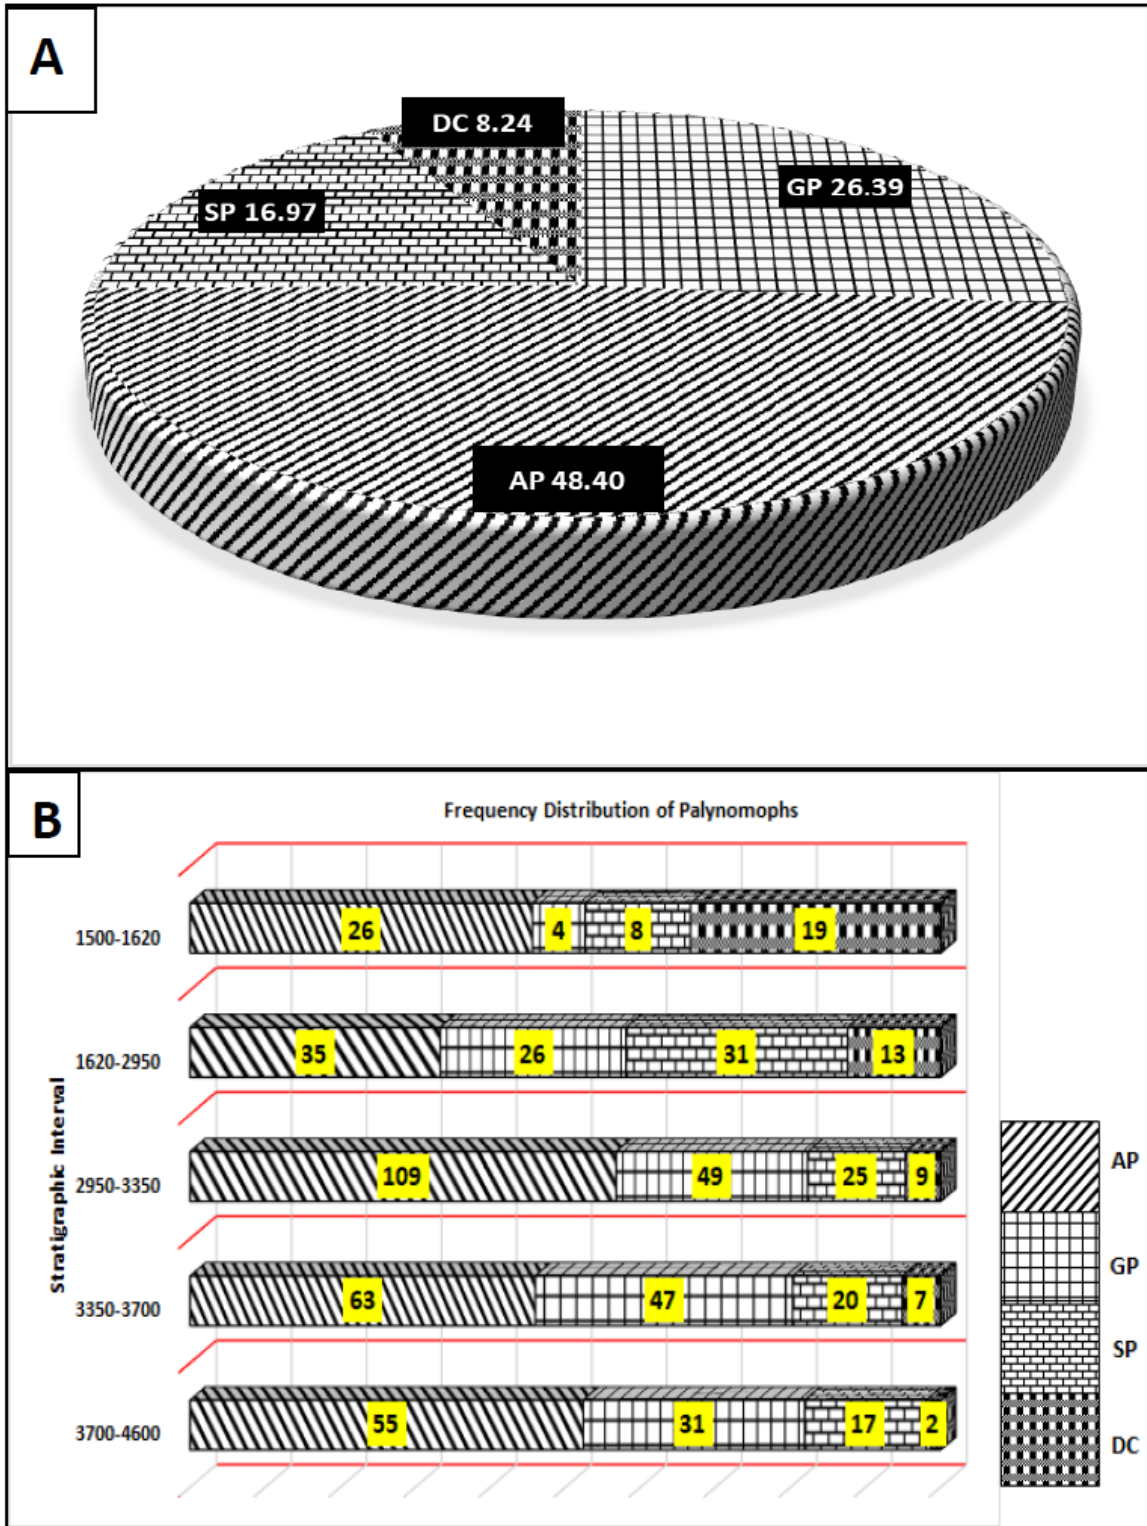 A
DC 8.24
GP 26.39
SP 16.97
AP 48.40
B
Frequency Distribution of Palynomophs
Stratigraphic Interval
1500-1620
26 4 8 19
1620-2950
35 26 31 13
2950-3350
109 49 25 9
3350-3700
63 47 20 7
3700-4600
55 31 17 2
AP
GP
SP
DC